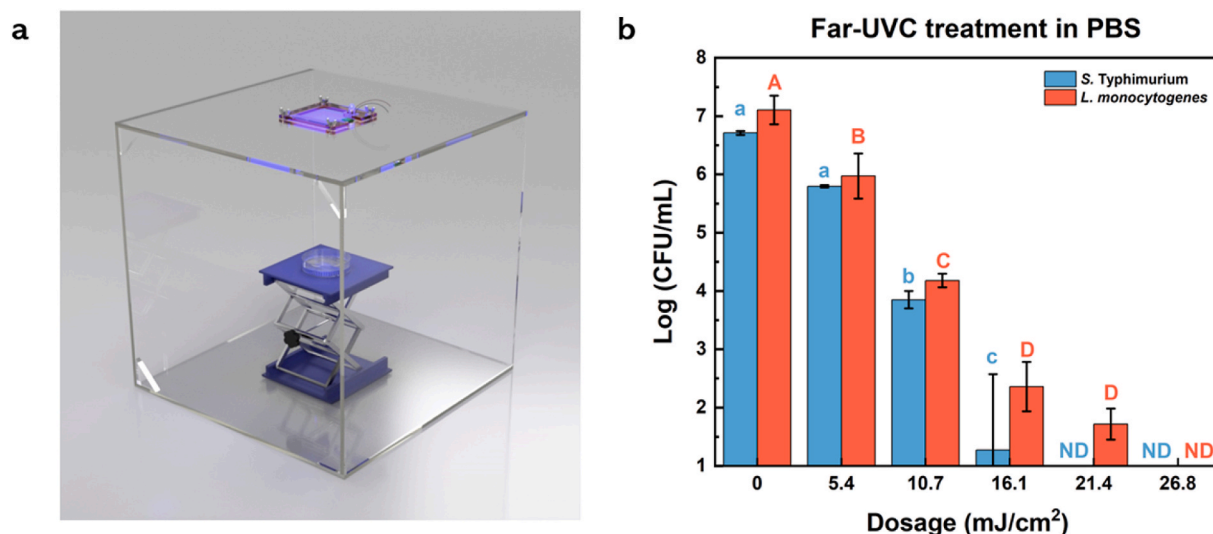 a
b
Far-UVC treatment in PBS
S. Typhimurium
L. monocytogenes
Log (CFU/mL)
8
7
6
5
4
3
2
1
a A
a B
b C
c D
ND D
ND ND
0 5.4 10.7 16.1 21.4 26.8
Dosage (mJ/cm²)